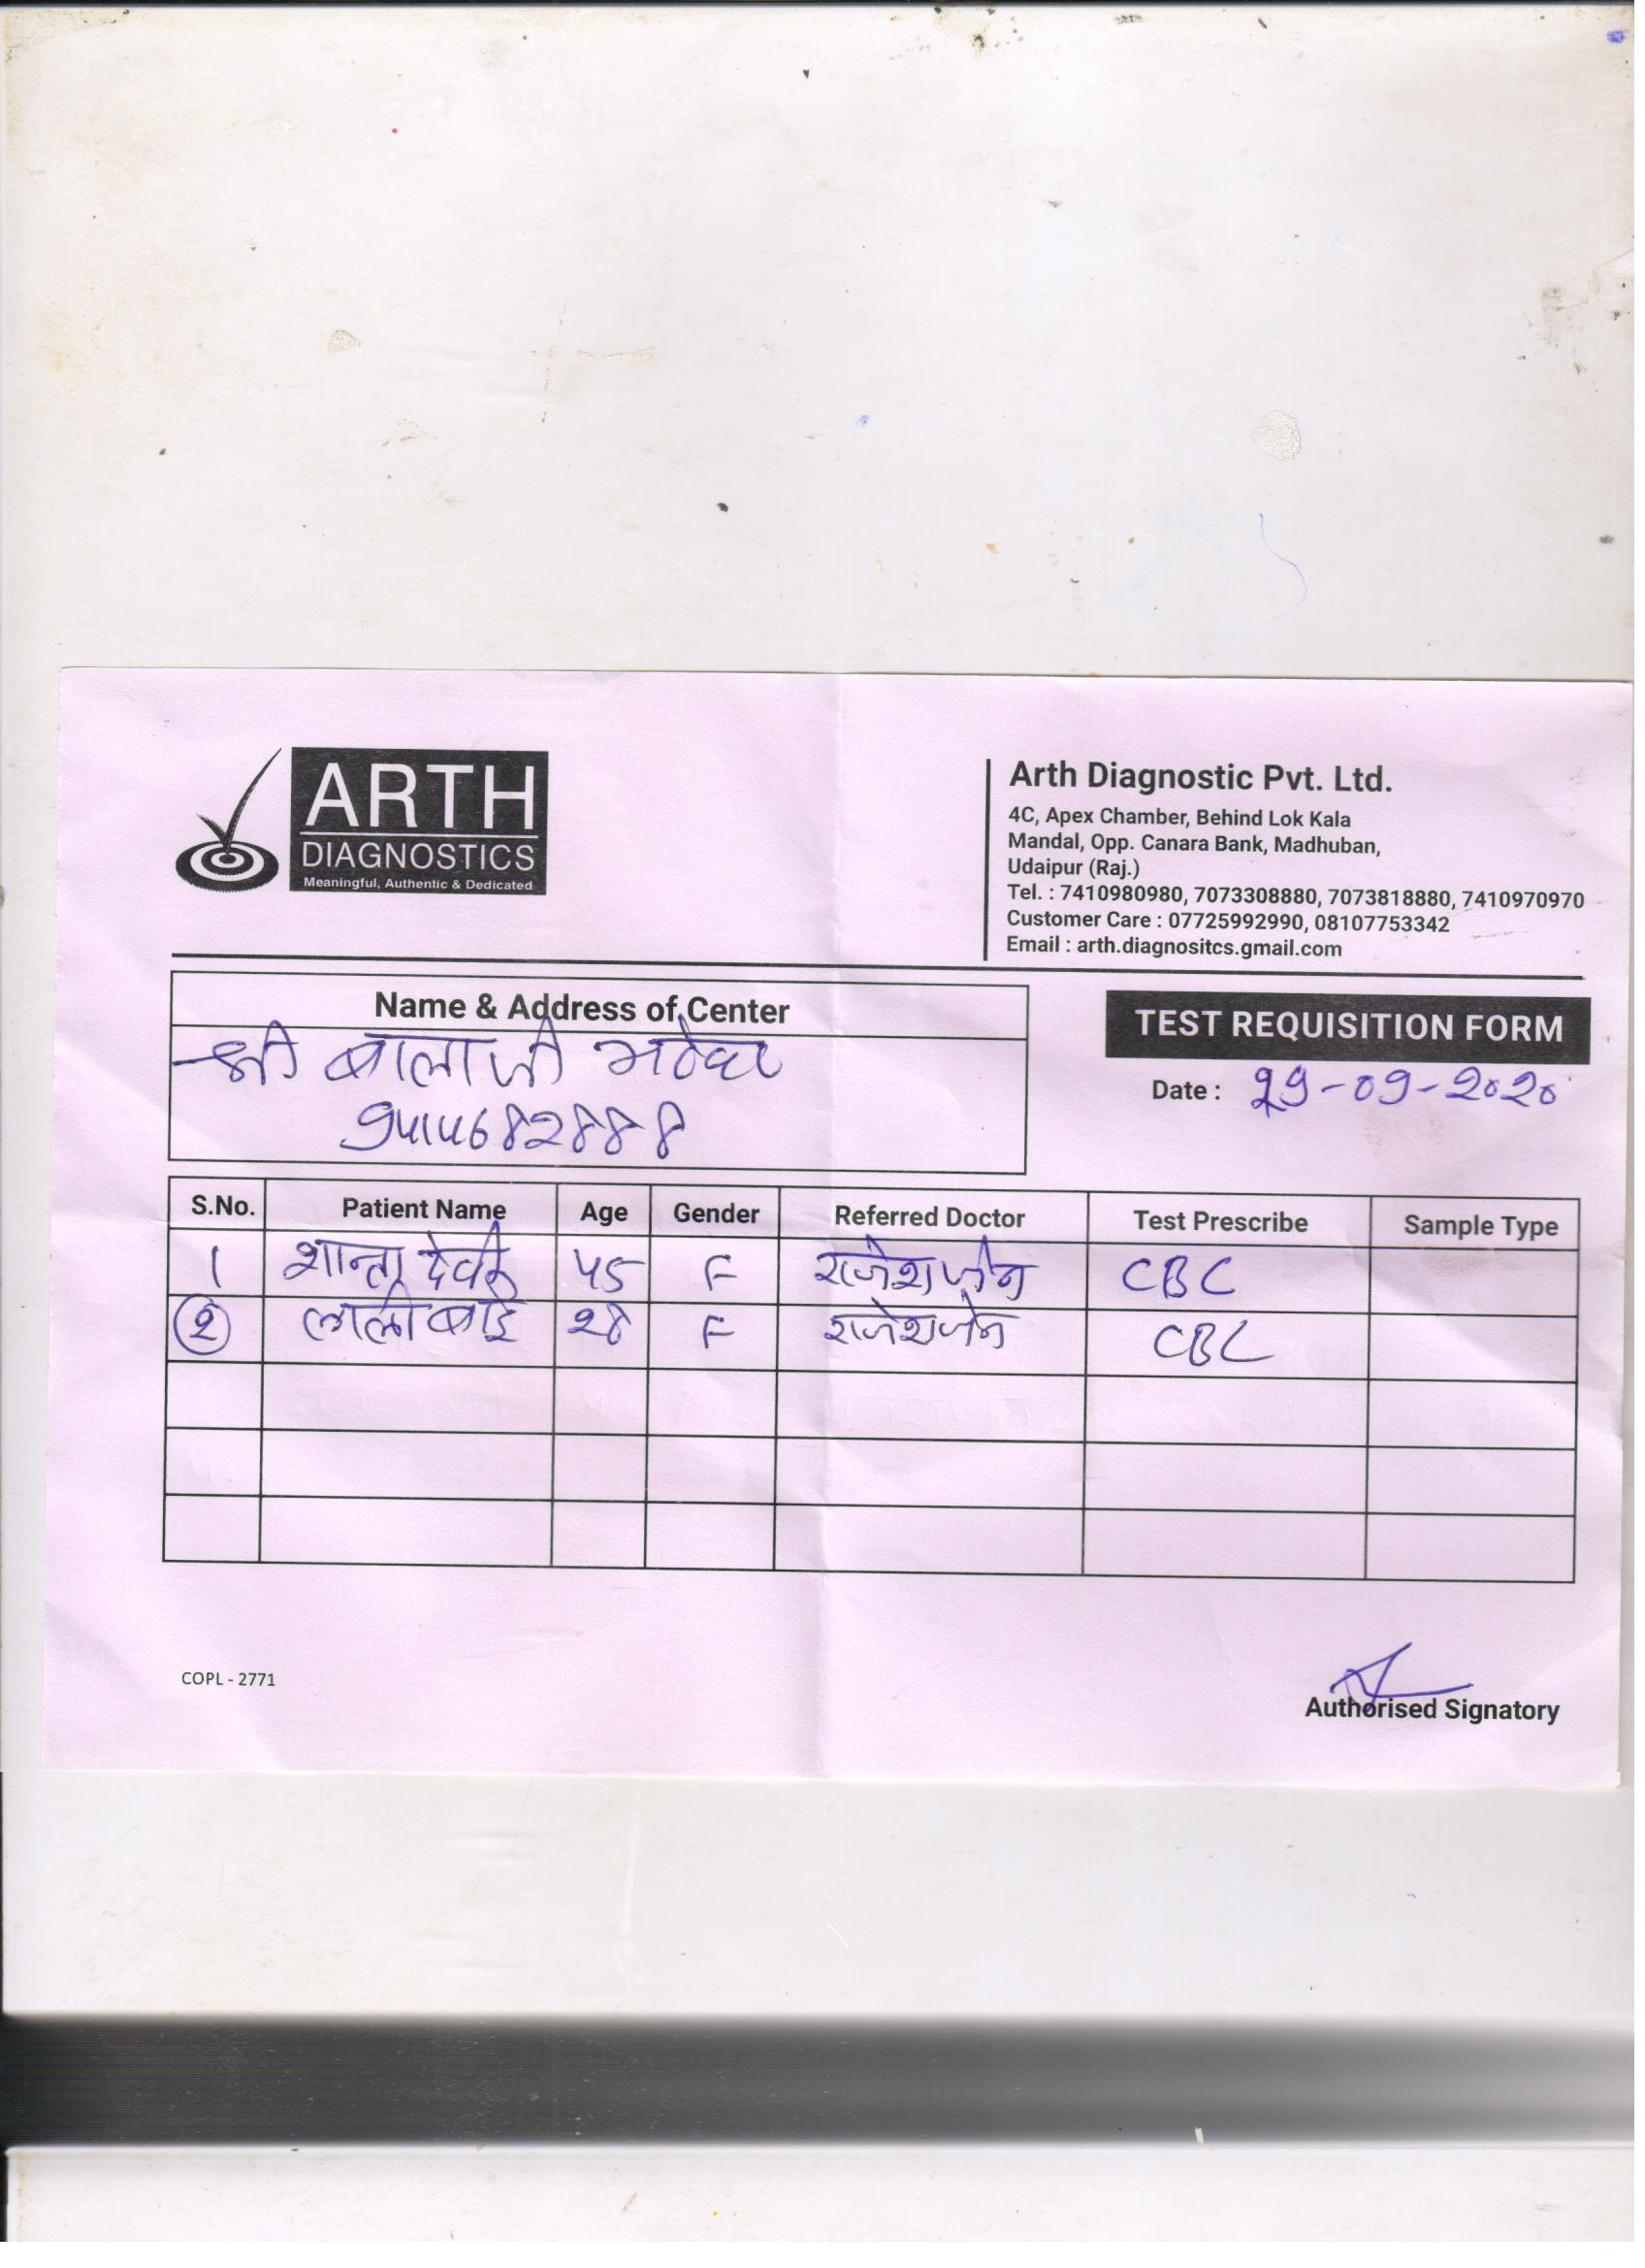 ARTH
DIAGNOSTICS
Meaningful, Authentic & Dedicated
Arth Diagnostic Pvt. Ltd.
4C, Apex Chamber, Behind Lok Kala
Mandal, Opp. Canara Bank, Madhuban,
Udaipur (Raj.)
Tel. : 7410980980, 7073308880, 7073818880, 7410970970
Customer Care : 07725992990, 08107753342
Email : arth.diagnositcs.gmail.com
Name & Address of Center
श्री बालाजी भटेवर
9414682888
TEST REQUISITION FORM
Date : 29-09-2020
S.No. Patient Name Age Gender Referred Doctor Test Prescribe Sample Type
1 शान्ता देवी 45 F राजेश जैन CBC
2 लाली बाई 28 F राजेश जैन CBC
COPL - 2771
Authorised Signatory